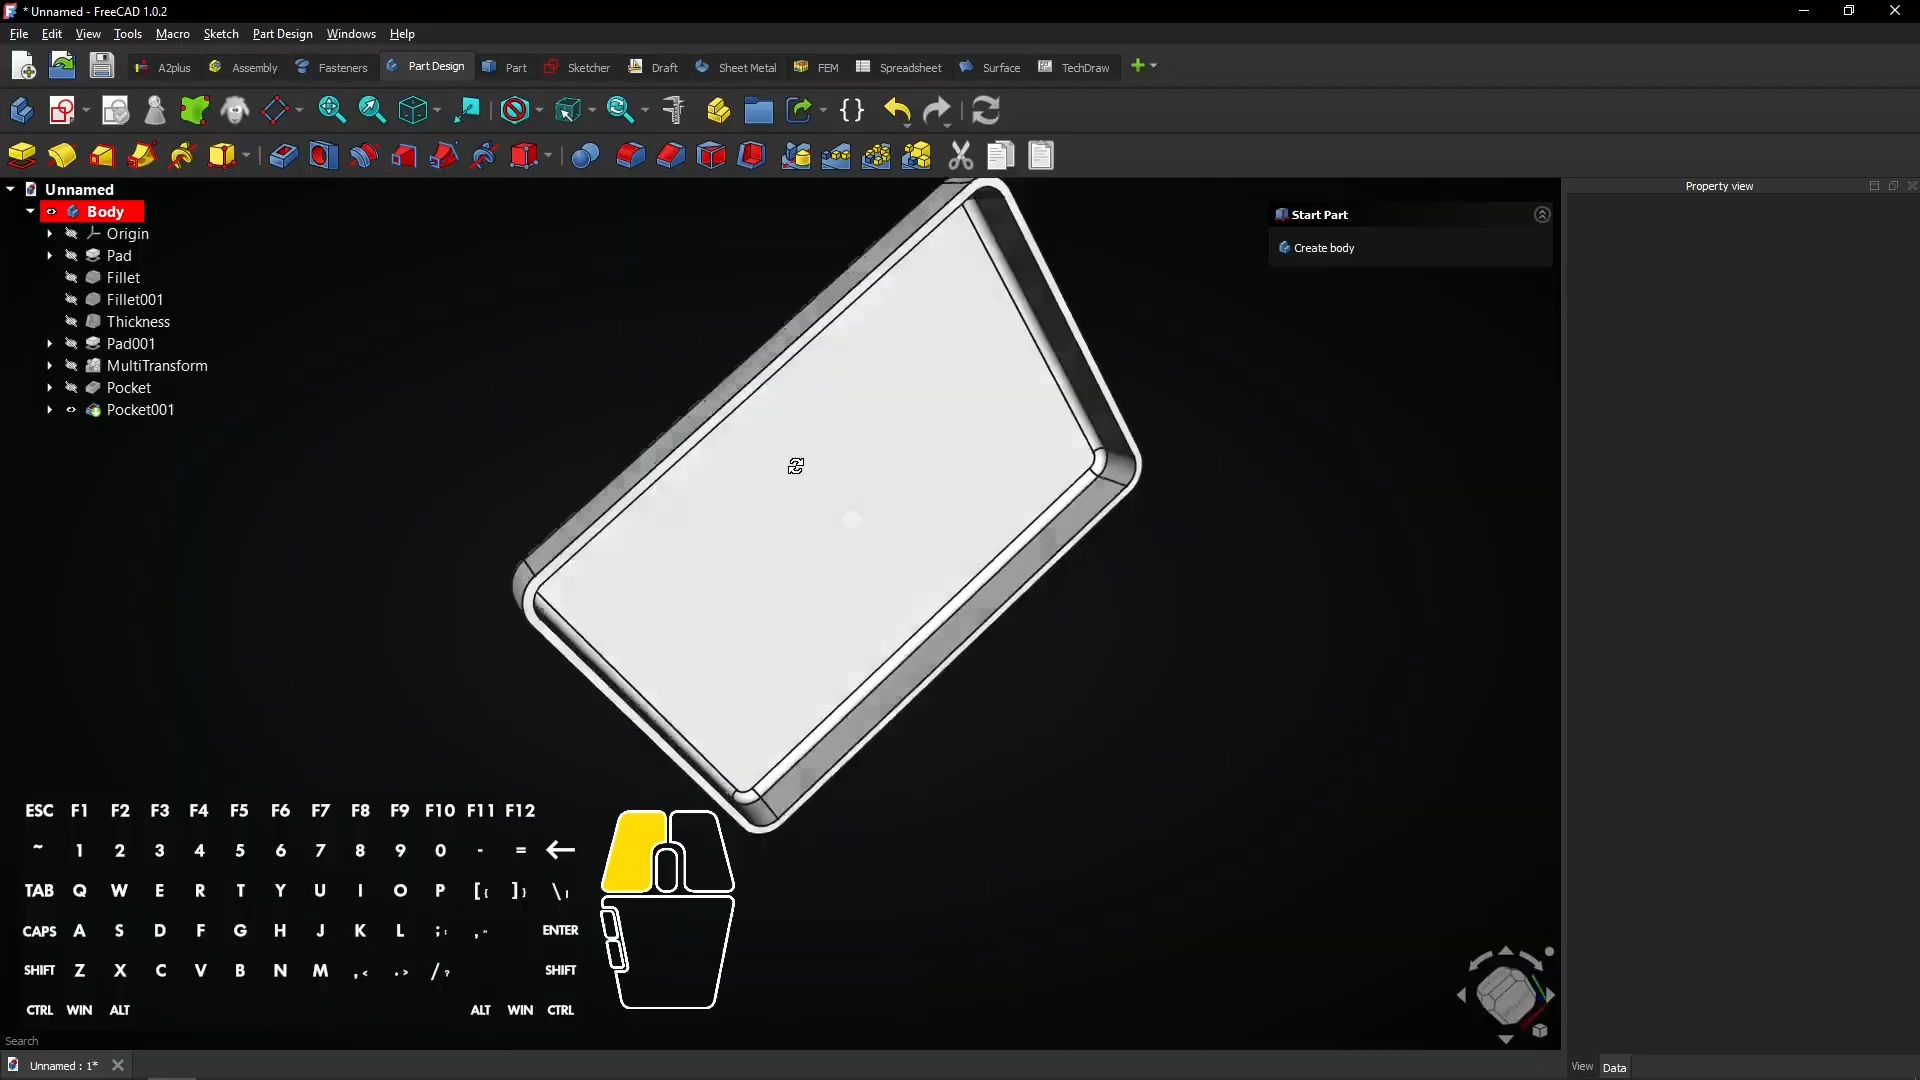 * Unnamed - FreeCAD 1.0.2
File Edit View Tools Macro Sketch Part Design Windows Help
A2plus Assembly Fasteners Part Design Part Sketcher Draft Sheet Metal FEM Spreadsheet Surface TechDraw
Unnamed
Body
Origin
Pad
Fillet
Fillet001
Thickness
Pad001
MultiTransform
Pocket
Pocket001
Start Part
Create body
Property view
ESC F1 F2 F3 F4 F5 F6 F7 F8 F9 F10 F11 F12
~ 1 2 3 4 5 6 7 8 9 0 - =
TAB Q W E R T Y U I O P [{ ]} \|
CAPS A S D F G H J K L ;: ,"
ENTER
SHIFT Z X C V B N M ,< .> /? SHIFT
CTRL WIN ALT ALT WIN CTRL
Search
Unnamed : 1*
View Data